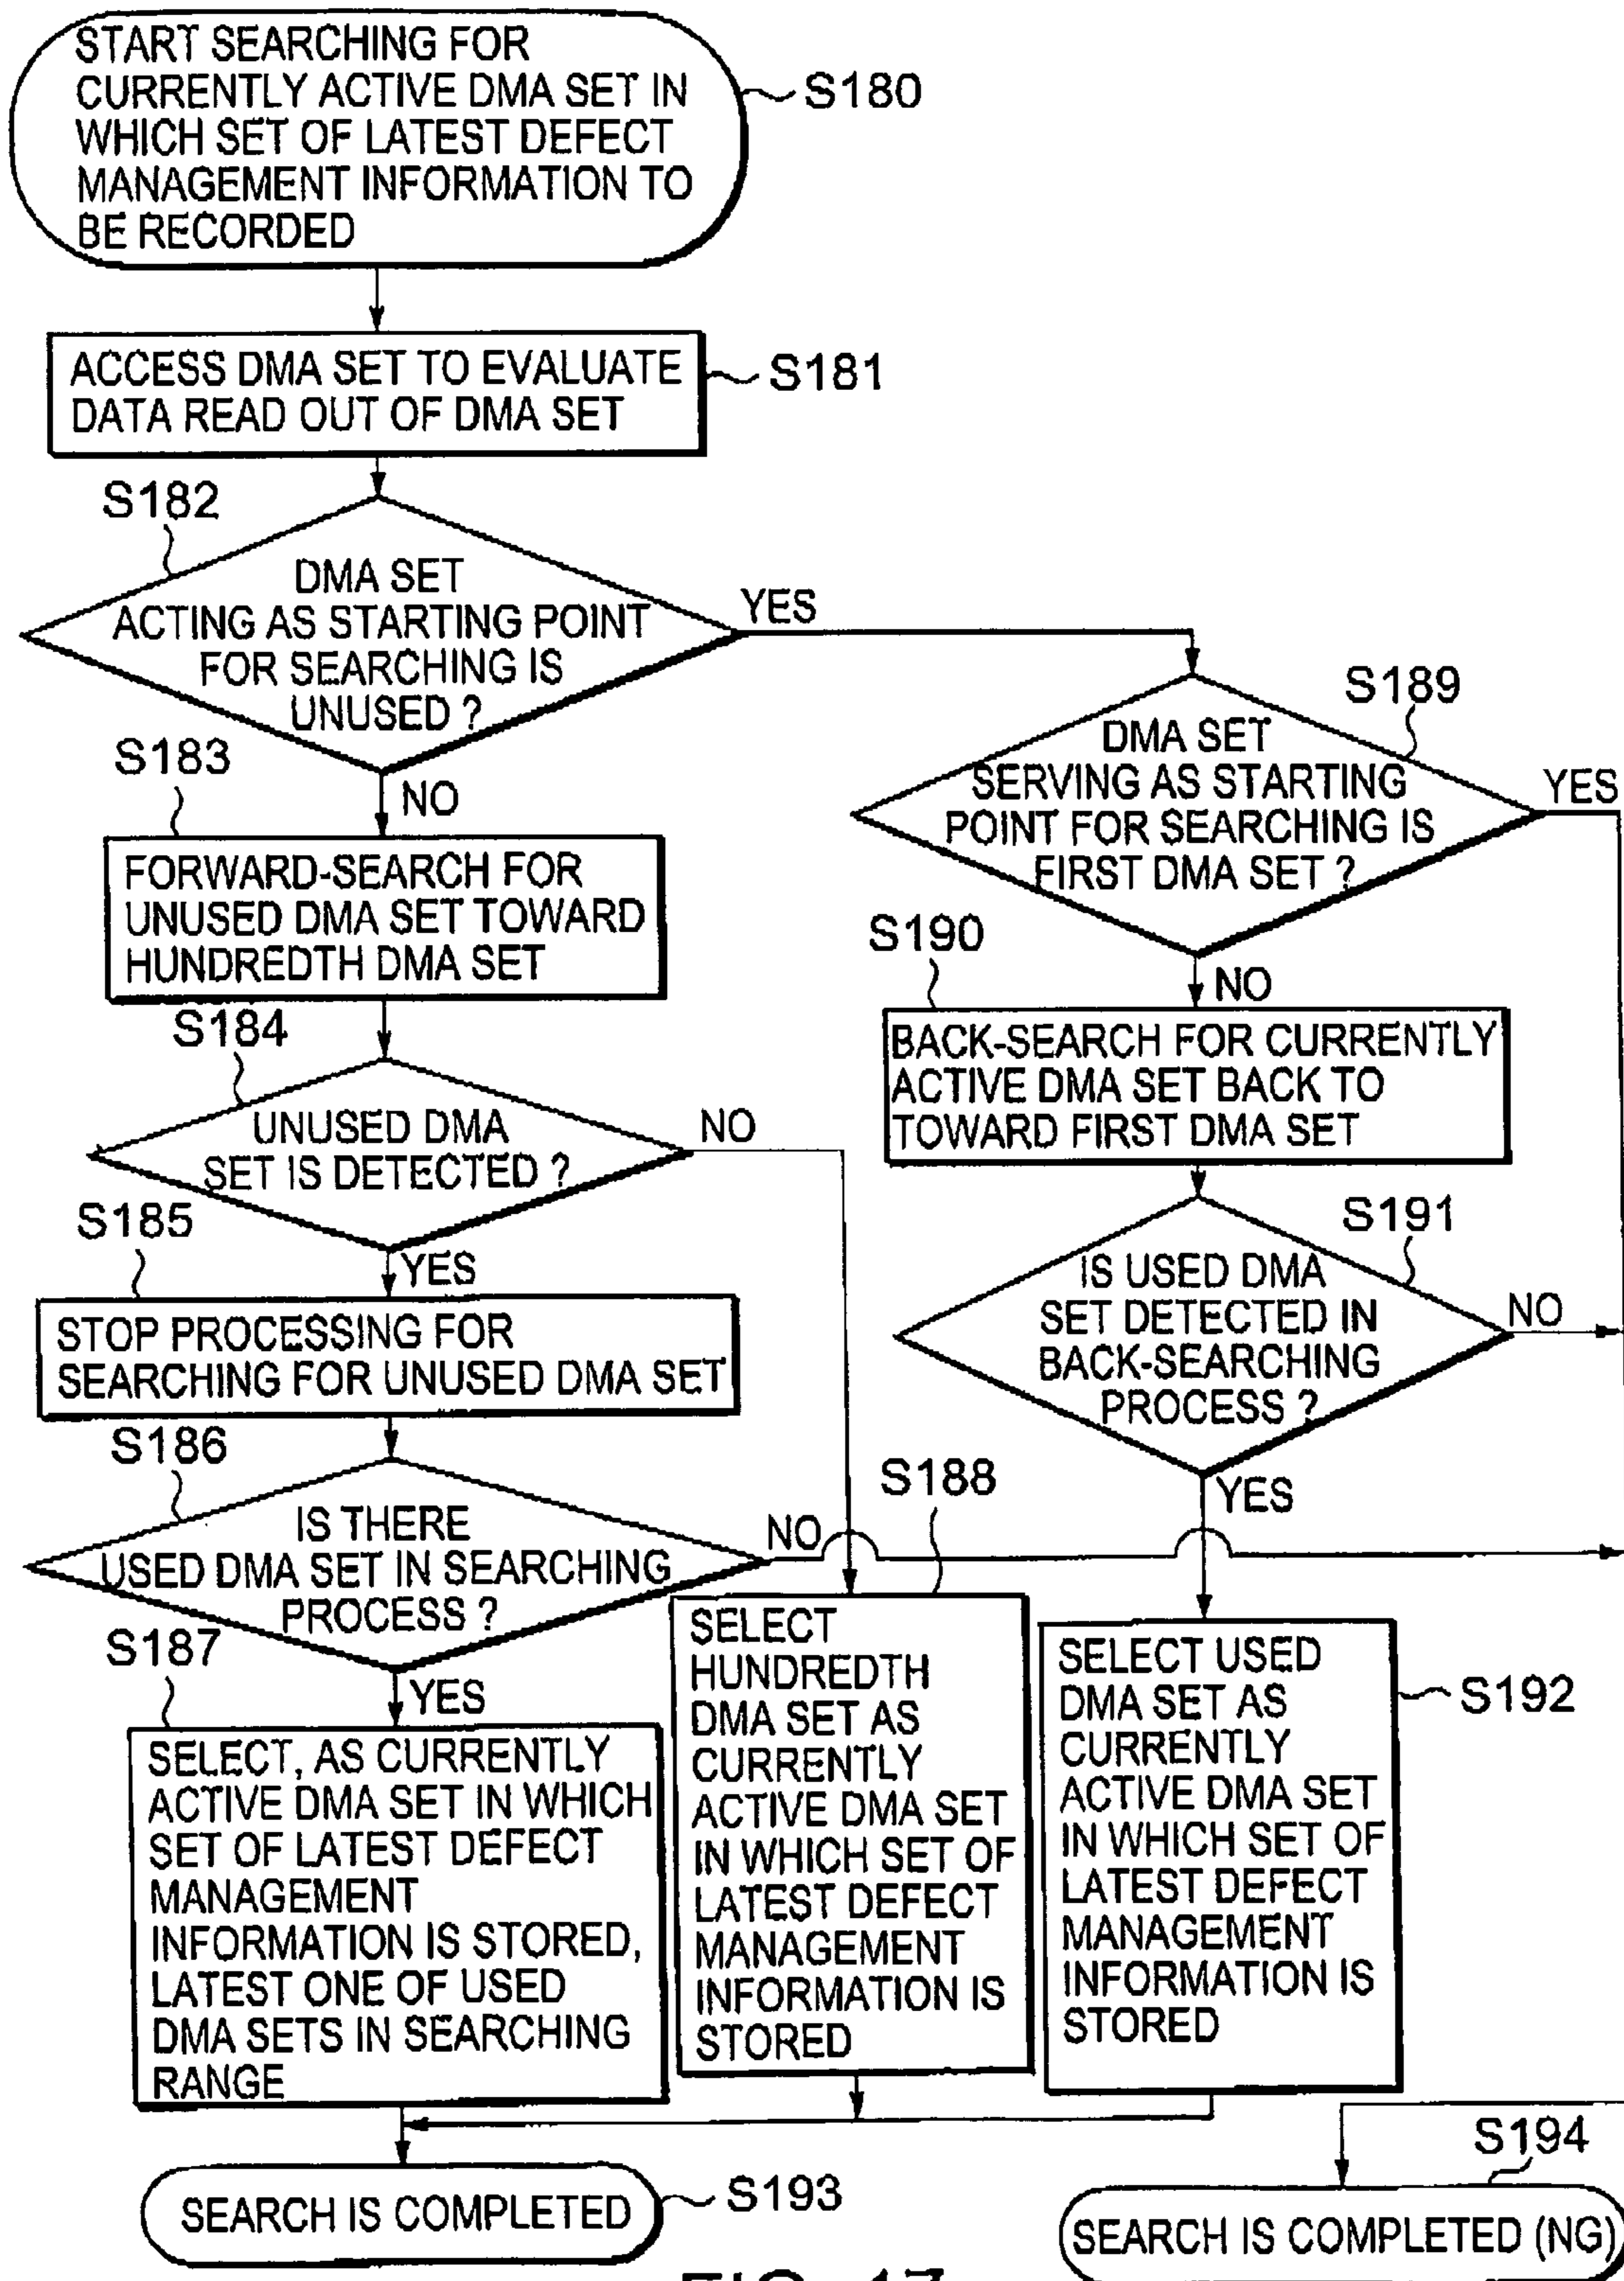 START SEARCHING FOR
CURRENTLY ACTIVE DMA SET IN
WHICH SET OF LATEST DEFECT
MANAGEMENT INFORMATION TO
BE RECORDED
S180
ACCESS DMA SET TO EVALUATE
DATA READ OUT OF DMA SET
S181
S182
DMA SET
ACTING AS STARTING POINT
FOR SEARCHING IS
UNUSED ?
YES
NO
S183
FORWARD-SEARCH FOR
UNUSED DMA SET TOWARD
HUNDREDTH DMA SET
S184
UNUSED DMA
SET IS DETECTED ?
NO
YES
S185
STOP PROCESSING FOR
SEARCHING FOR UNUSED DMA SET
S186
IS THERE
USED DMA SET IN SEARCHING
PROCESS ?
NO
YES
S187
SELECT, AS CURRENTLY
ACTIVE DMA SET IN WHICH
SET OF LATEST DEFECT
MANAGEMENT
INFORMATION IS STORED,
LATEST ONE OF USED
DMA SETS IN SEARCHING
RANGE
S188
SELECT
HUNDREDTH
DMA SET AS
CURRENTLY
ACTIVE DMA SET
IN WHICH SET OF
LATEST DEFECT
MANAGEMENT
INFORMATION IS
STORED
S189
DMA SET
SERVING AS STARTING
POINT FOR SEARCHING IS
FIRST DMA SET ?
YES
NO
S190
BACK-SEARCH FOR CURRENTLY
ACTIVE DMA SET BACK TO
TOWARD FIRST DMA SET
S191
IS USED DMA
SET DETECTED IN
BACK-SEARCHING
PROCESS ?
NO
YES
SELECT USED
DMA SET AS
CURRENTLY
ACTIVE DMA SET
IN WHICH SET OF
LATEST DEFECT
MANAGEMENT
INFORMATION IS
STORED
S192
SEARCH IS COMPLETED
S193
S194
SEARCH IS COMPLETED (NG)